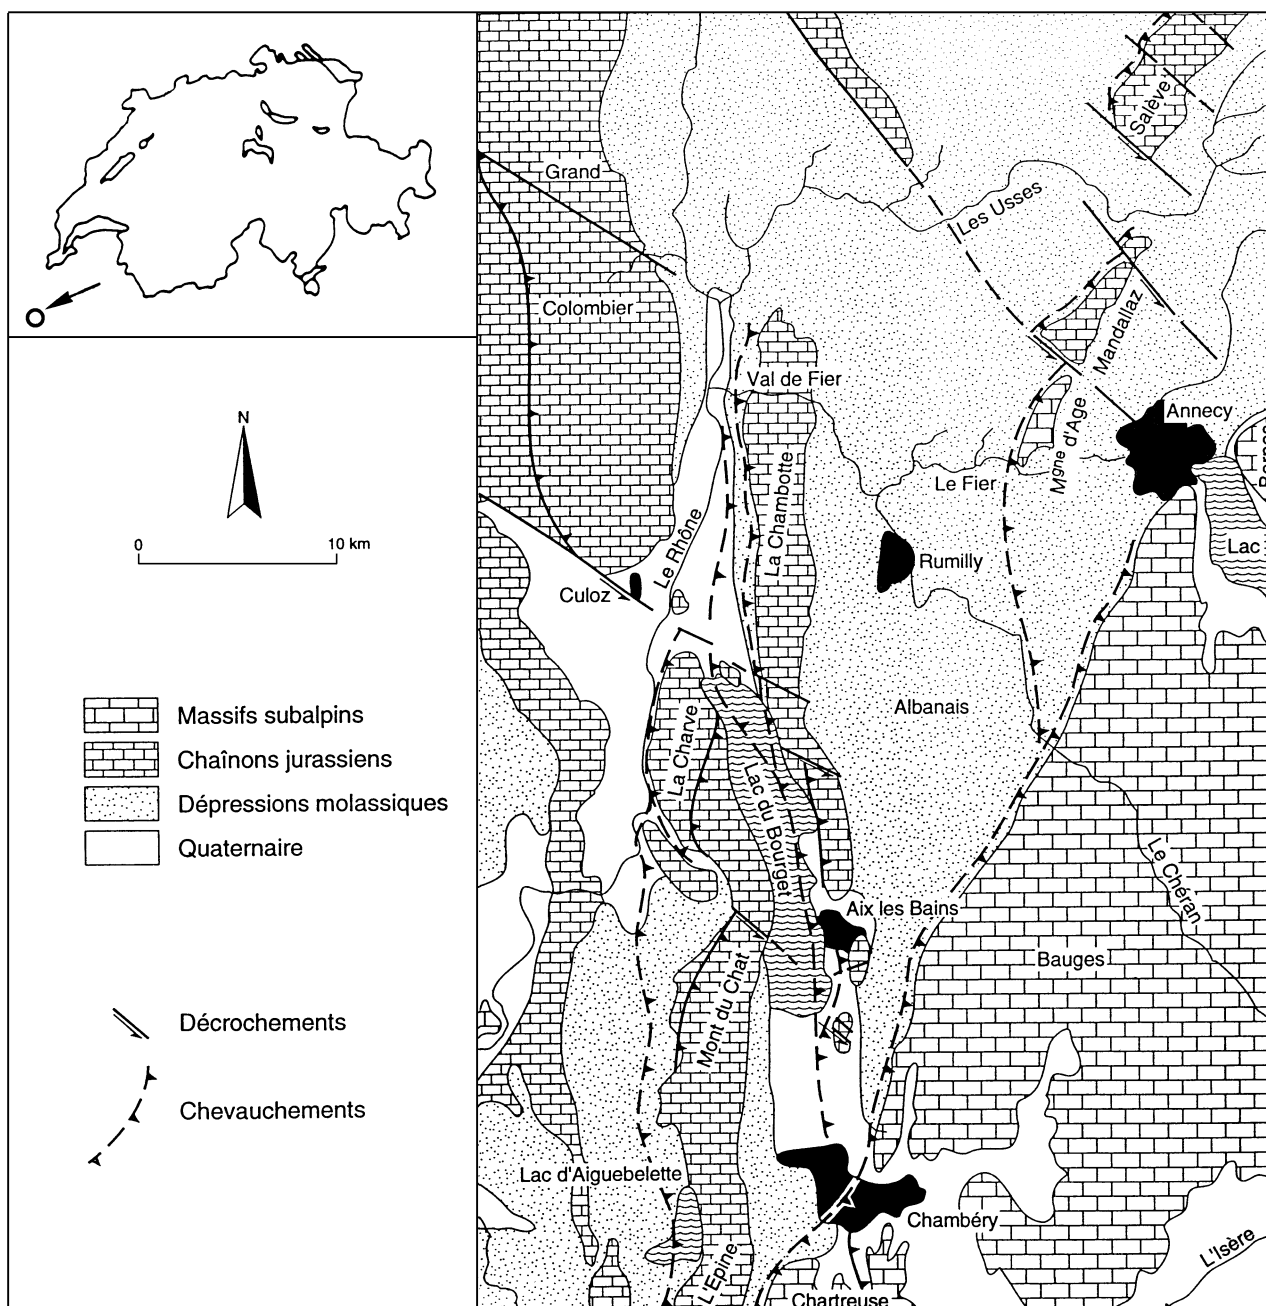 N
0 10 km
Massifs subalpins
Chaînons jurassiens
Dépressions molassiques
Quaternaire
Décrochements
Chevauchements
Grand
Colombier
Salève
Les Usses
Mandallaz
Val de Fier
Annecy
Mgne d'Age
La Chambotte
Le Fier
Lac
Rumilly
Le Rhône
Culoz
La Charve
Albanais
Lac du Bourget
Le Chéran
Aix les Bains
Bauges
Mont du Chat
Lac d'Aiguebelette
Chambéry
L'Isère
L'Epine
Chartreuse